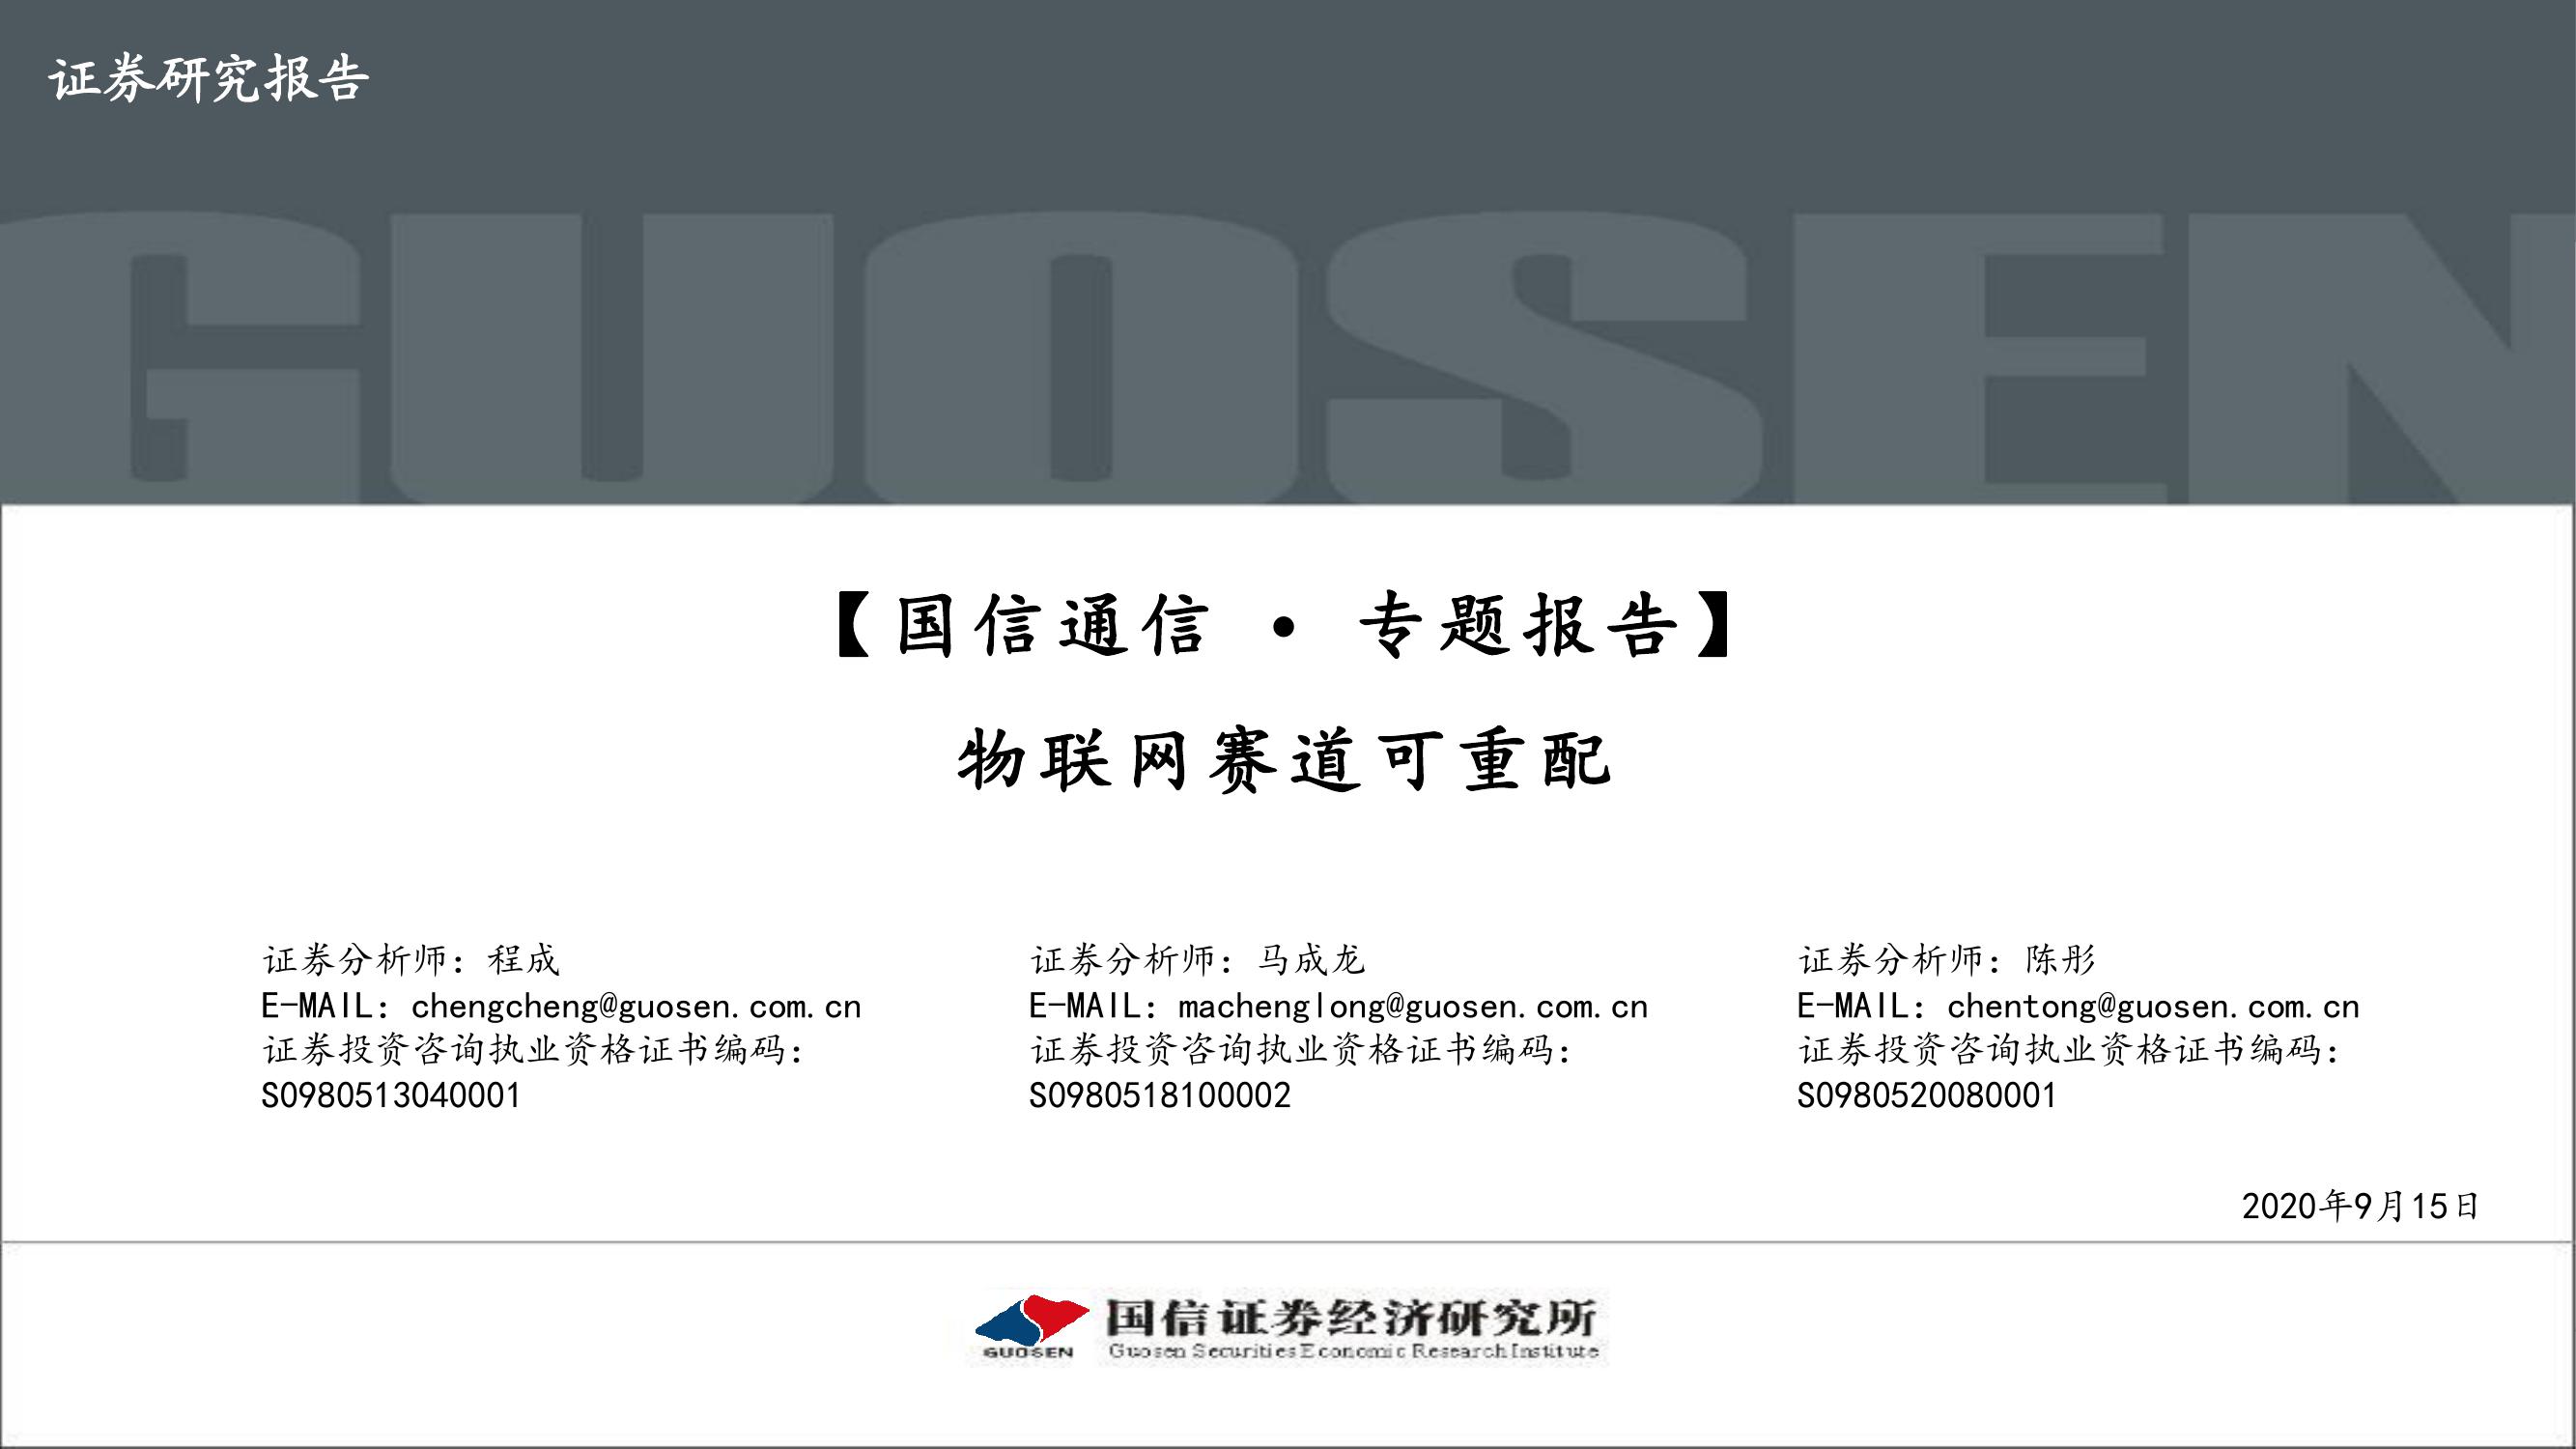 证券研究报告
GUOSEN
【国信通信 • 专题报告】
物联网赛道可重配
证券分析师：程成
E-MAIL：chengcheng@guosen.com.cn
证券投资咨询执业资格证书编码：
S0980513040001
证券分析师：马成龙
E-MAIL：machenglong@guosen.com.cn
证券投资咨询执业资格证书编码：
S0980518100002
证券分析师：陈彤
E-MAIL：chentong@guosen.com.cn
证券投资咨询执业资格证书编码：
S0980520080001
2020年9月15日
GUOSEN
国信证券经济研究所
Guosen Securities Economic Research Institute